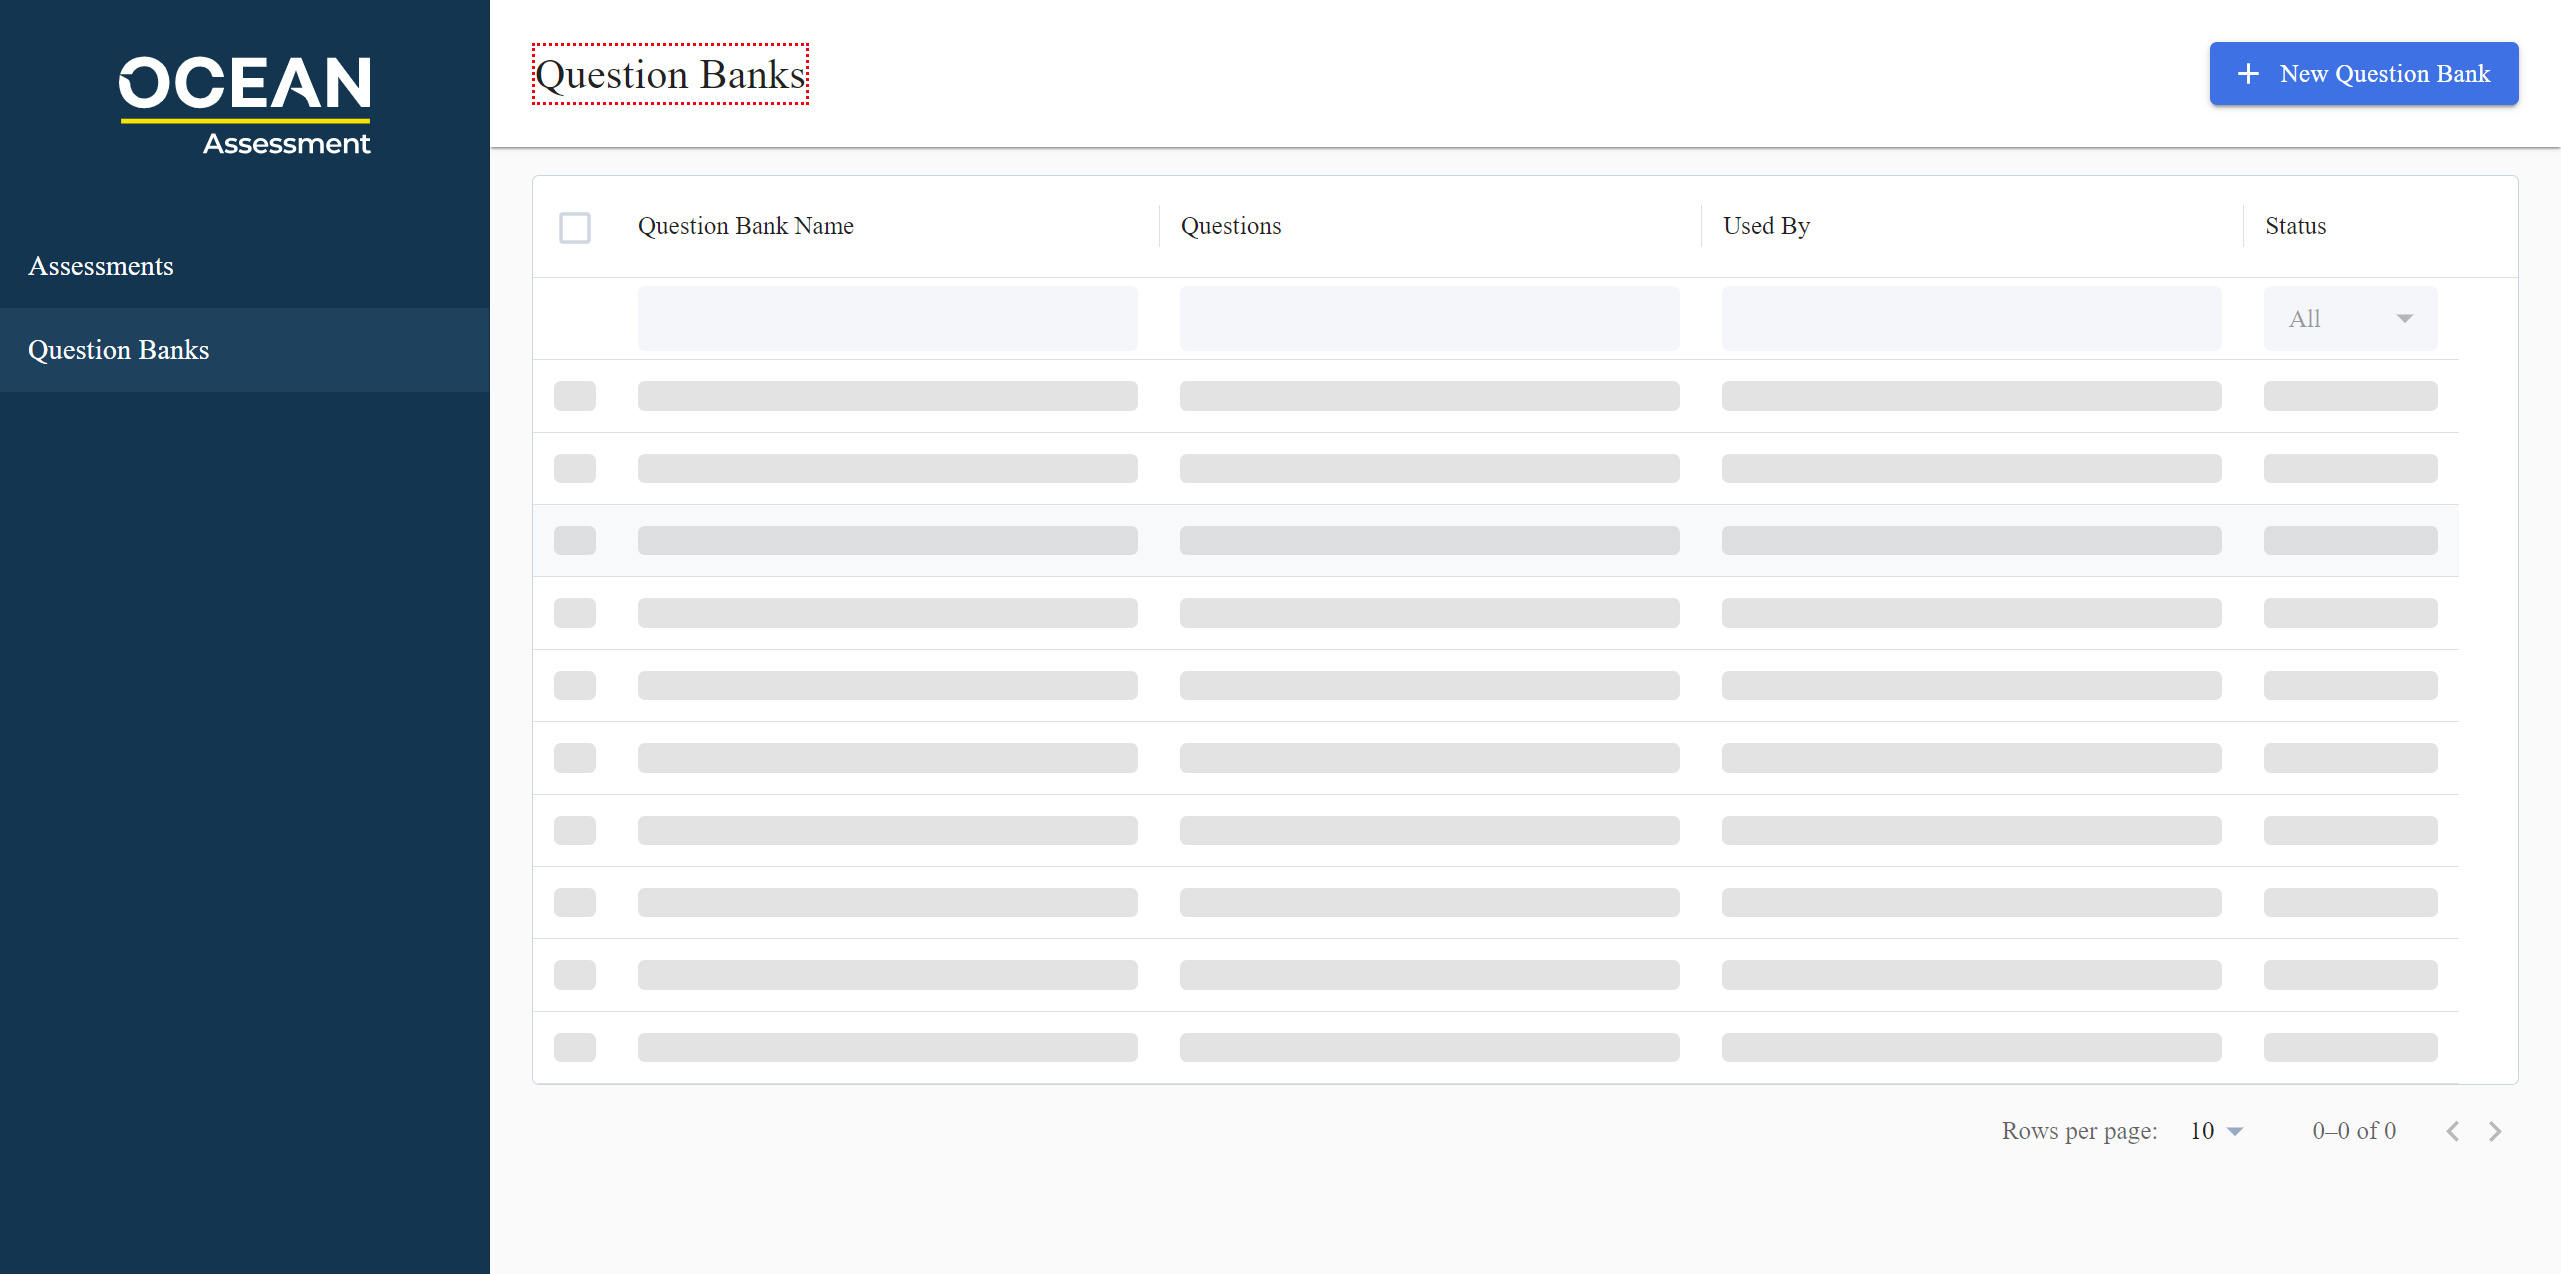 OCEAN
Assessment
Assessments
Question Banks
Question Banks
New Question Bank
Question Bank Name
Questions
Used By
Status
All
Rows per page:
10
0–0 of 0